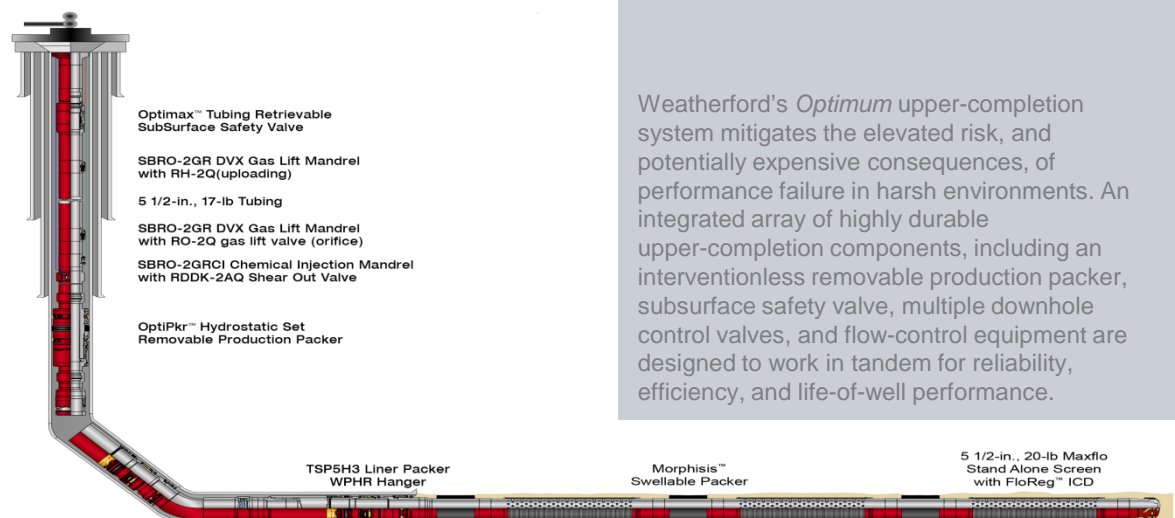 Optimax™ Tubing Retrievable
SubSurface Safety Valve
SBRO-2GR DVX Gas Lift Mandrel
with RH-2Q(uploading)
5 1/2-in., 17-lb Tubing
SBRO-2GR DVX Gas Lift Mandrel
with RO-2Q gas lift valve (orifice)
SBRO-2GRCI Chemical Injection Mandrel
with RDDK-2AQ Shear Out Valve
OptiPkr™ Hydrostatic Set
Removable Production Packer
Weatherford's Optimum upper-completion
system mitigates the elevated risk, and
potentially expensive consequences, of
performance failure in harsh environments. An
integrated array of highly durable
upper-completion components, including an
interventionless removable production packer,
subsurface safety valve, multiple downhole
control valves, and flow-control equipment are
designed to work in tandem for reliability,
efficiency, and life-of-well performance.
TSP5H3 Liner Packer
WPHR Hanger
Morphisis™
Swellable Packer
5 1/2-in., 20-lb Maxflo
Stand Alone Screen
with FloReg™ ICD